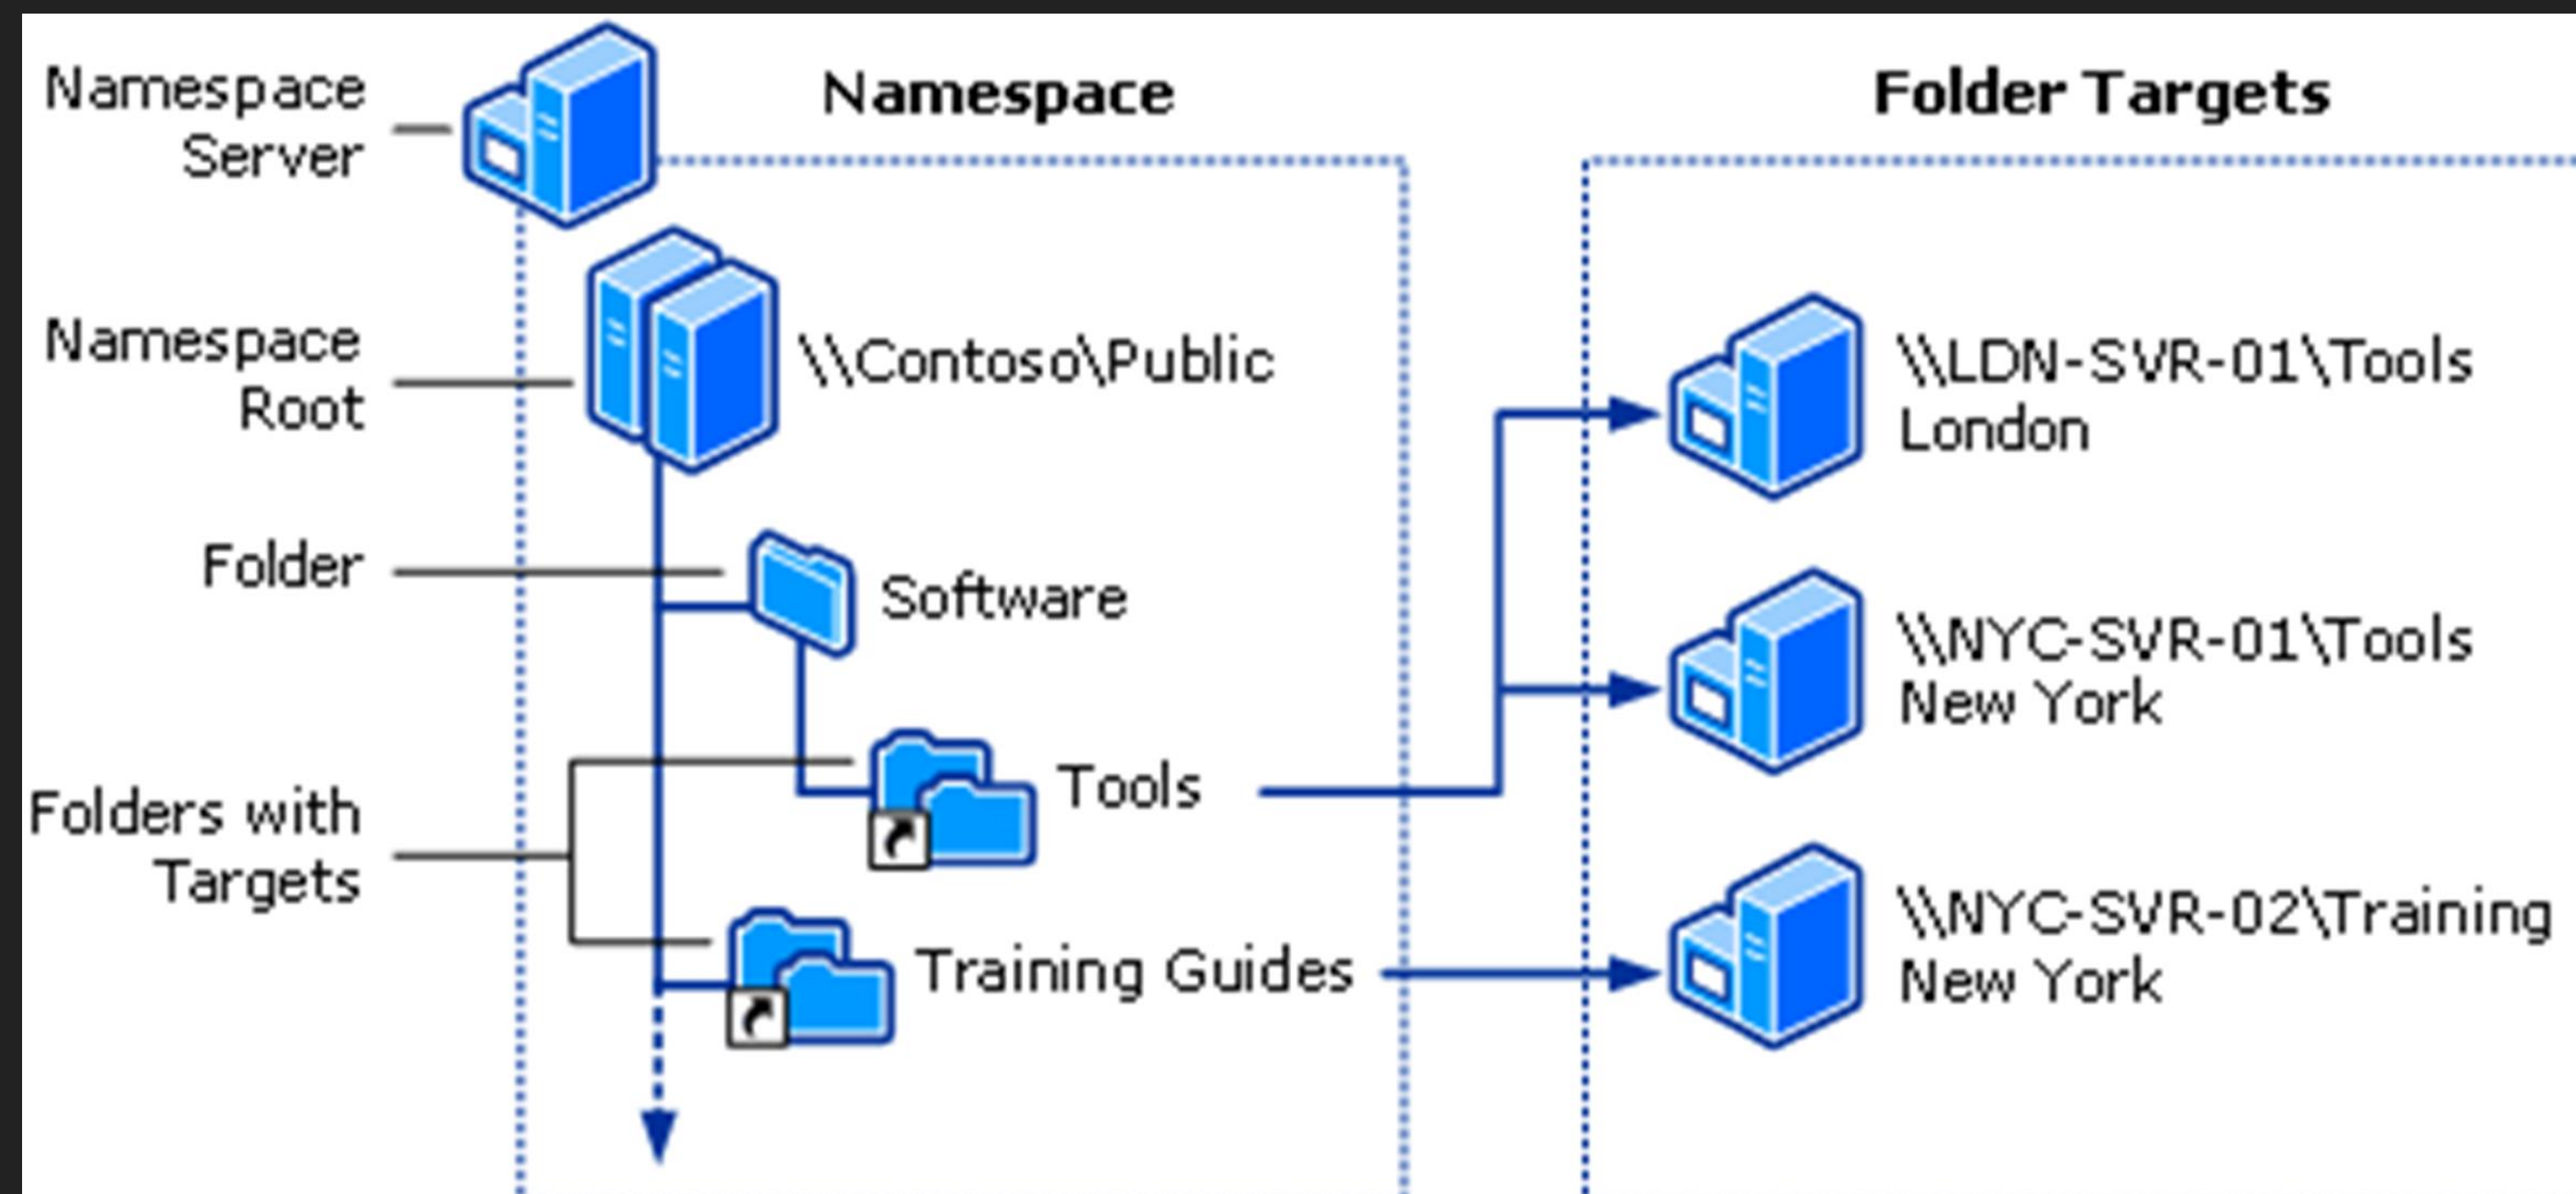 Namespace
Server
Namespace
Folder Targets
Namespace
Root
\\Contoso\Public
\\LDN-SVR-01\Tools
London
Folder
Software
\\NYC-SVR-01\Tools
New York
Folders with
Targets
Tools
Training Guides
\\NYC-SVR-02\Training
New York